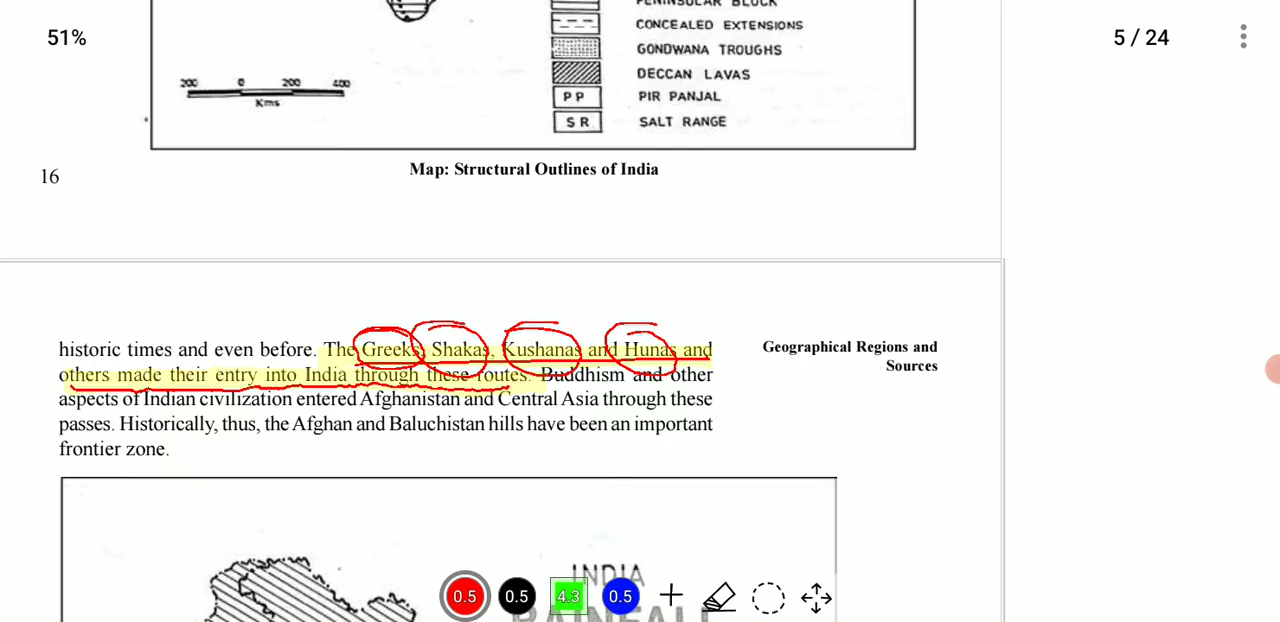 PENINSULAR BLOCK
51%
CONCEALED EXTENSIONS
5 / 24
GONDWANA TROUGHS
DECCAN LAVAS
200 0 200 400
Kms
PP PIR PANJAL
SR SALT RANGE
Map: Structural Outlines of India
16
historic times and even before. The Greeks, Shakas, Kushanas and Hunas and
others made their entry into India through these routes. Buddhism and other
aspects of Indian civilization entered Afghanistan and Central Asia through these
passes. Historically, thus, the Afghan and Baluchistan hills have been an important
frontier zone.
Geographical Regions and
Sources
INDIA
RAINFALL
0.5 0.5 4.3 0.5